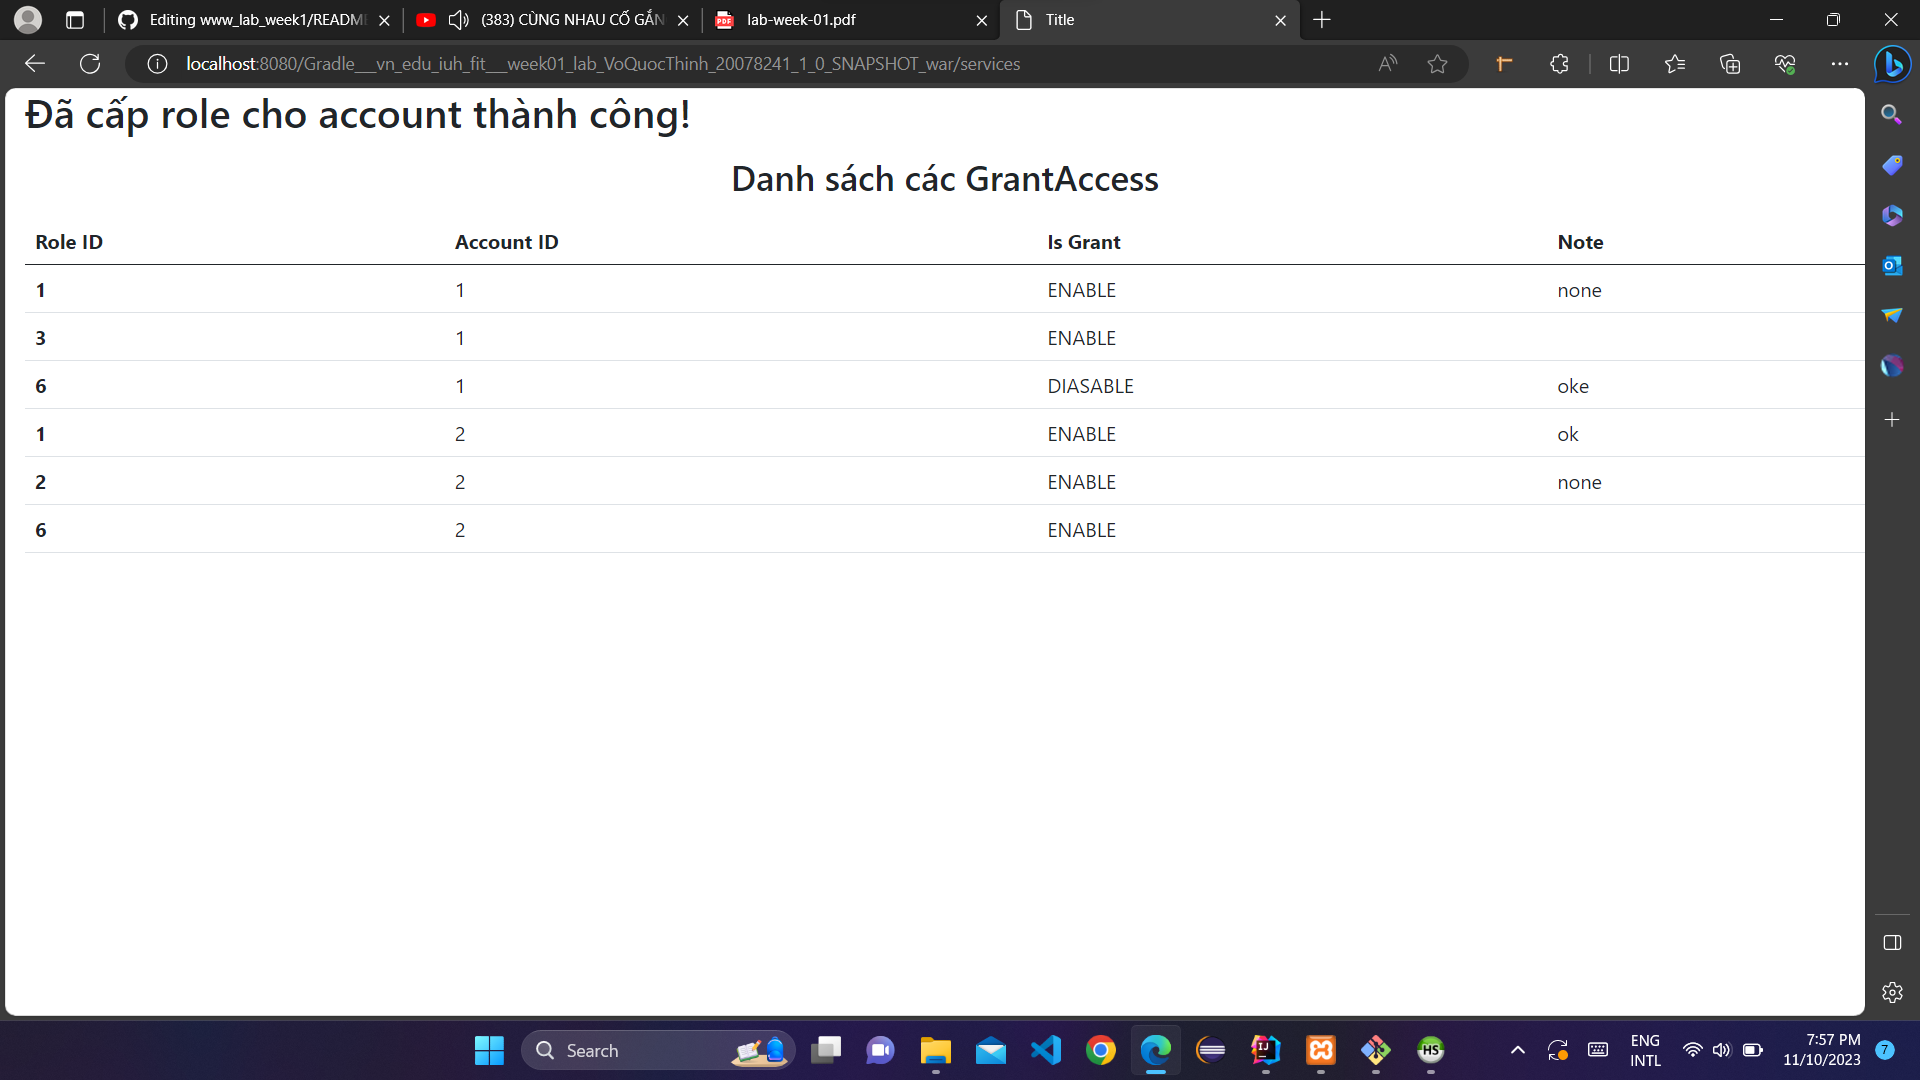 Editing www_lab_week1/README
(383) CÙNG NHAU CỐ GẮN
lab-week-01.pdf
Title
localhost:8080/Gradle___vn_edu_iuh_fit___week01_lab_VoQuocThinh_20078241_1_0_SNAPSHOT_war/services
Đã cấp role cho account thành công!
Danh sách các GrantAccess
Role ID Account ID Is Grant Note
1 1 ENABLE none
3 1 ENABLE
6 1 DIASABLE oke
1 2 ENABLE ok
2 2 ENABLE none
6 2 ENABLE
Search
ENG
INTL
7:57 PM
11/10/2023
7